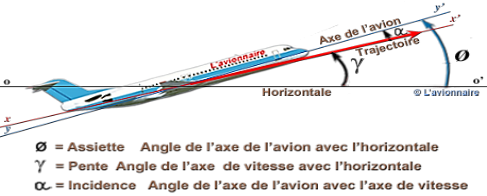 y'
x'
Axe de l'avion
α
Trajectoire
L'avionnaire
γ
Ø
o
o'
Horizontale
© L'avionnaire
x
y
Ø = Assiette Angle de l'axe de l'avion avec l'horizontale
γ = Pente Angle de l'axe de vitesse avec l'horizontale
α = Incidence Angle de l'axe de l'avion avec l'axe de vitesse